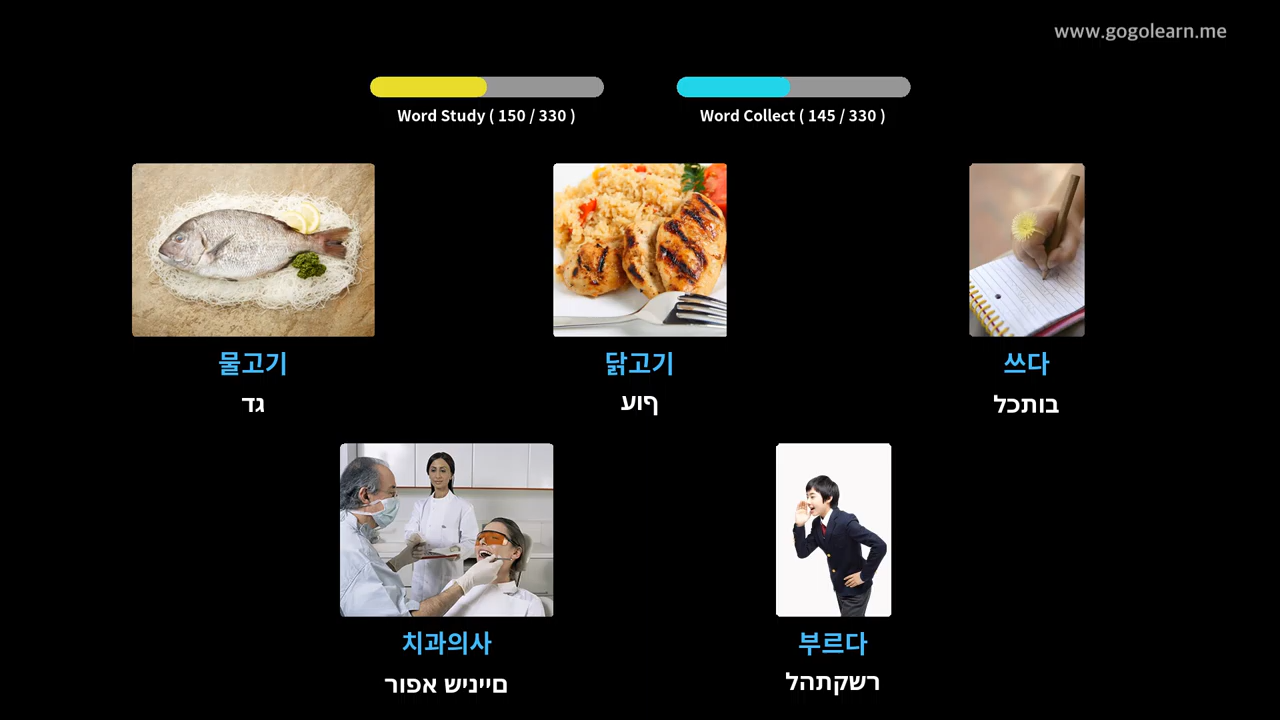 www.gogolearn.me
Word Study ( 150 / 330 )
Word Collect ( 145 / 330 )
물고기
גד
닭고기
ףוע
쓰다
בותכל
치과의사
םייניש אפור
부르다
רשקתהל